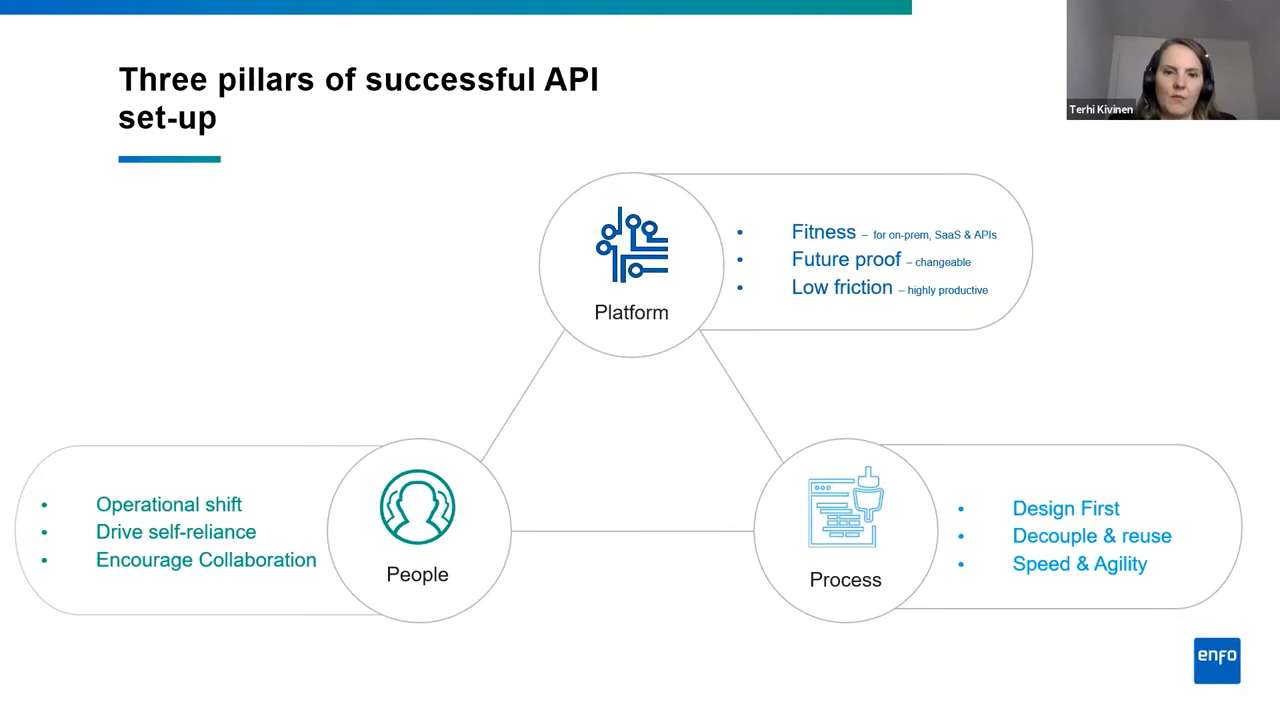 Three pillars of successful API
set-up
Terhi Kivinen
• Fitness – for on-prem, SaaS & APIs
• Future proof – changeable
• Low friction – highly productive
Platform
• Operational shift
• Drive self-reliance
• Encourage Collaboration
People
Process
• Design First
• Decouple & reuse
• Speed & Agility
enfo